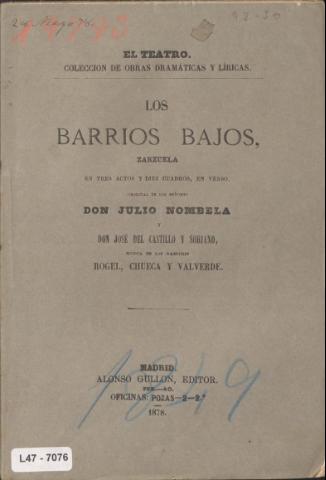 93-30
EL TEATRO.
COLECCION DE OBRAS DRAMÁTICAS Y LÍRICAS.
LOS
BARRIOS BAJOS,
ZARZUELA
EN TRES ACTOS Y DIEZ CUADROS, EN VERSO.
ORIGINAL DE LOS SEÑORES
DON JULIO NOMBELA
Y
DON JOSÉ DEL CASTILLO Y SORIANO,
MÚSICA DE LOS MAESTROS
ROGEL, CHUECA Y VALVERDE.
MADRID.
ALONSO GULLON, EDITOR.
OFICINAS: POZAS—2—2.º
1878.
L47 - 7076